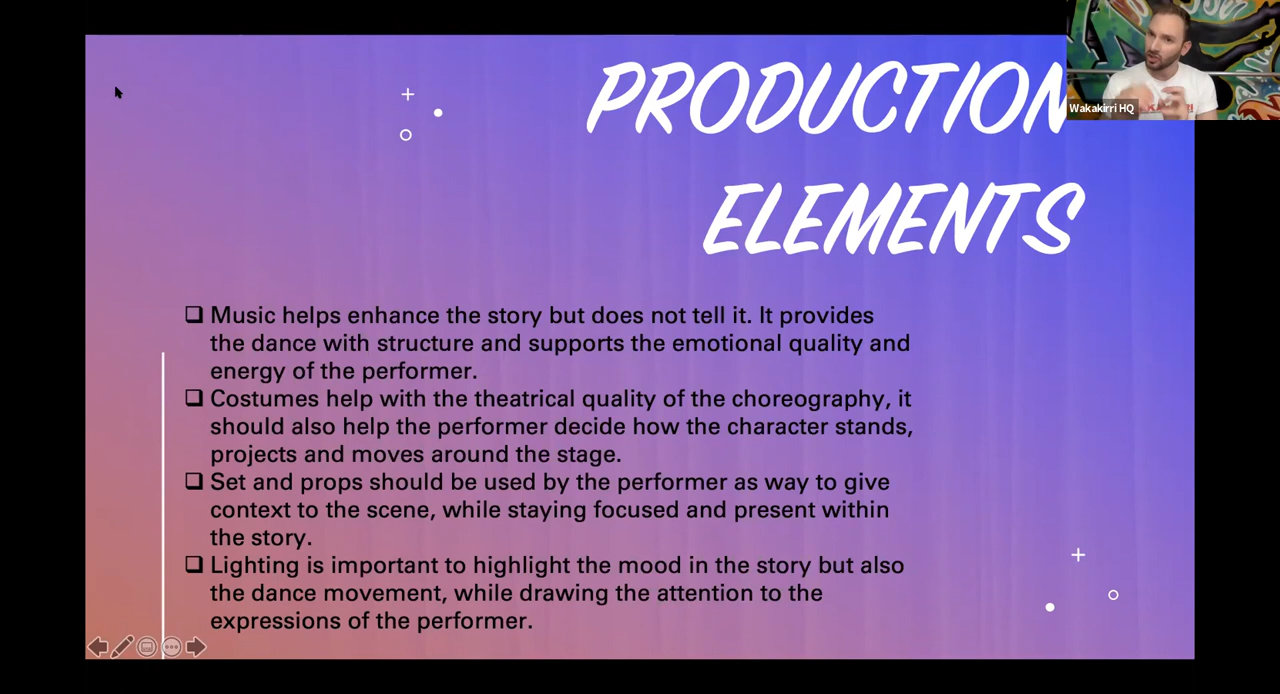 PRODUCTION
ELEMENTS
Wakakirri HQ
Music helps enhance the story but does not tell it. It provides
the dance with structure and supports the emotional quality and
energy of the performer.
Costumes help with the theatrical quality of the choreography, it
should also help the performer decide how the character stands,
projects and moves around the stage.
Set and props should be used by the performer as way to give
context to the scene, while staying focused and present within
the story.
Lighting is important to highlight the mood in the story but also
the dance movement, while drawing the attention to the
expressions of the performer.